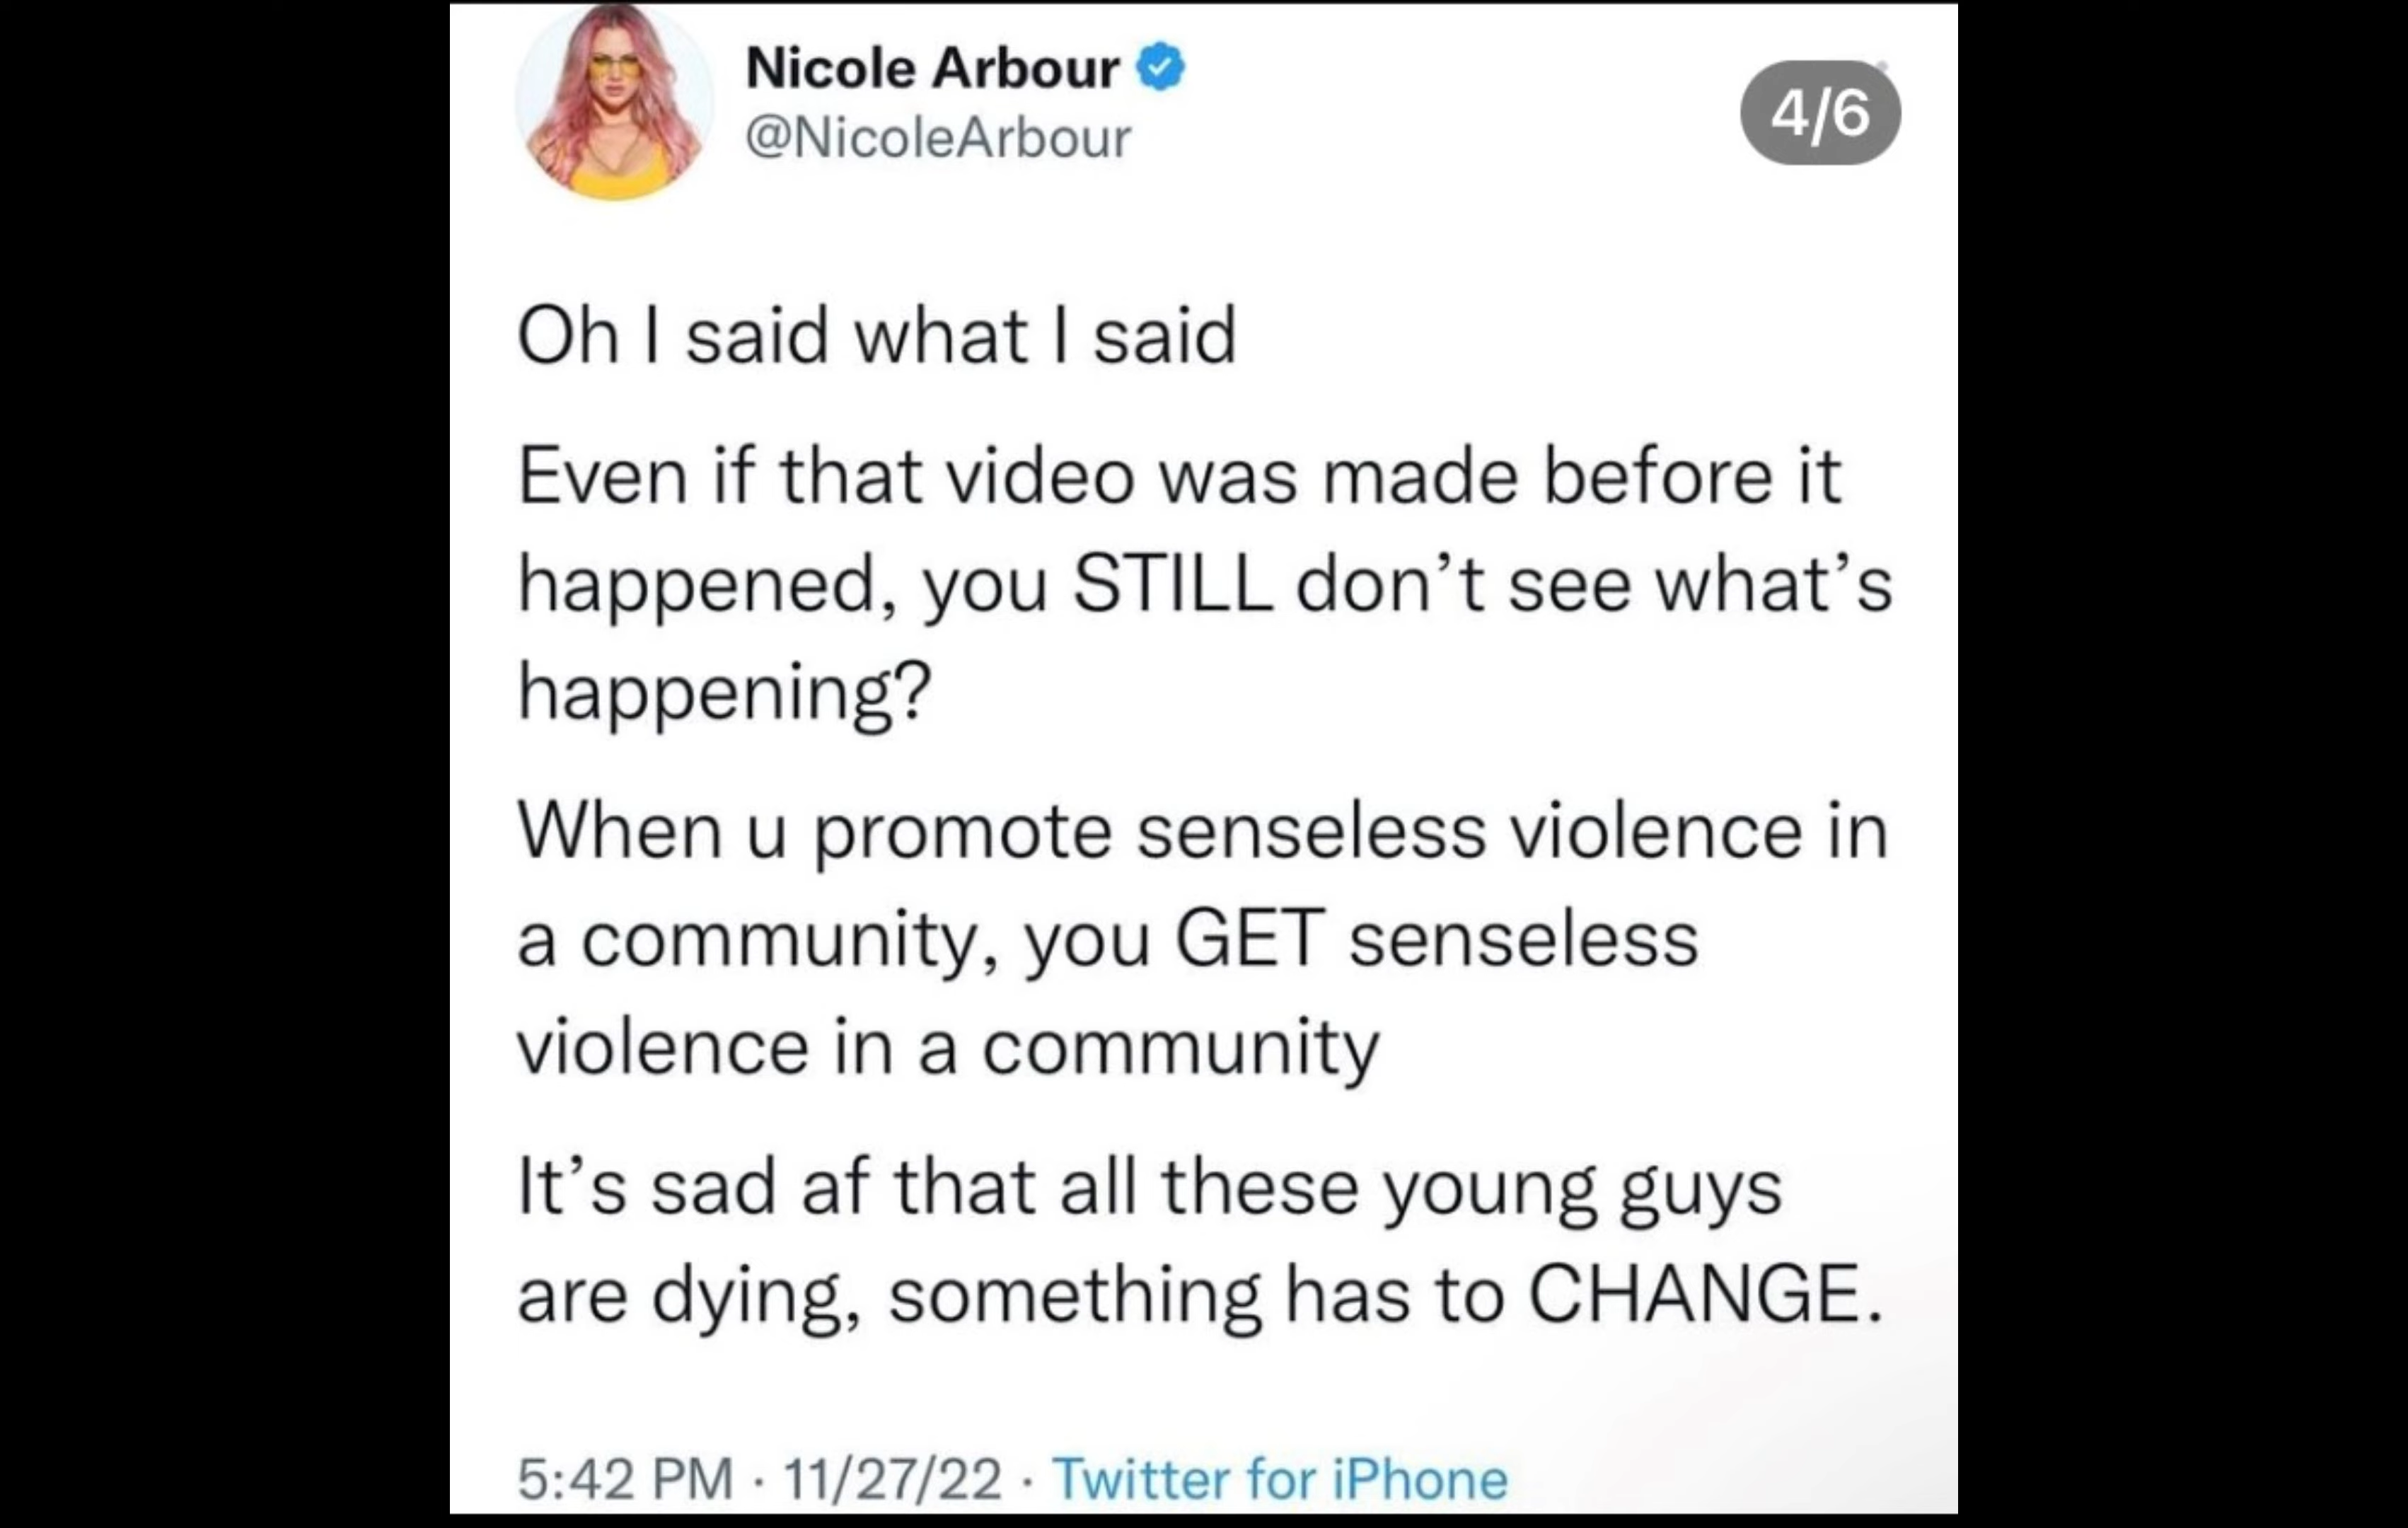 Nicole Arbour
@NicoleArbour
4/6
Oh I said what I said
Even if that video was made before it
happened, you STILL don’t see what’s
happening?
When u promote senseless violence in
a community, you GET senseless
violence in a community
It’s sad af that all these young guys
are dying, something has to CHANGE.
5:42 PM · 11/27/22 · Twitter for iPhone